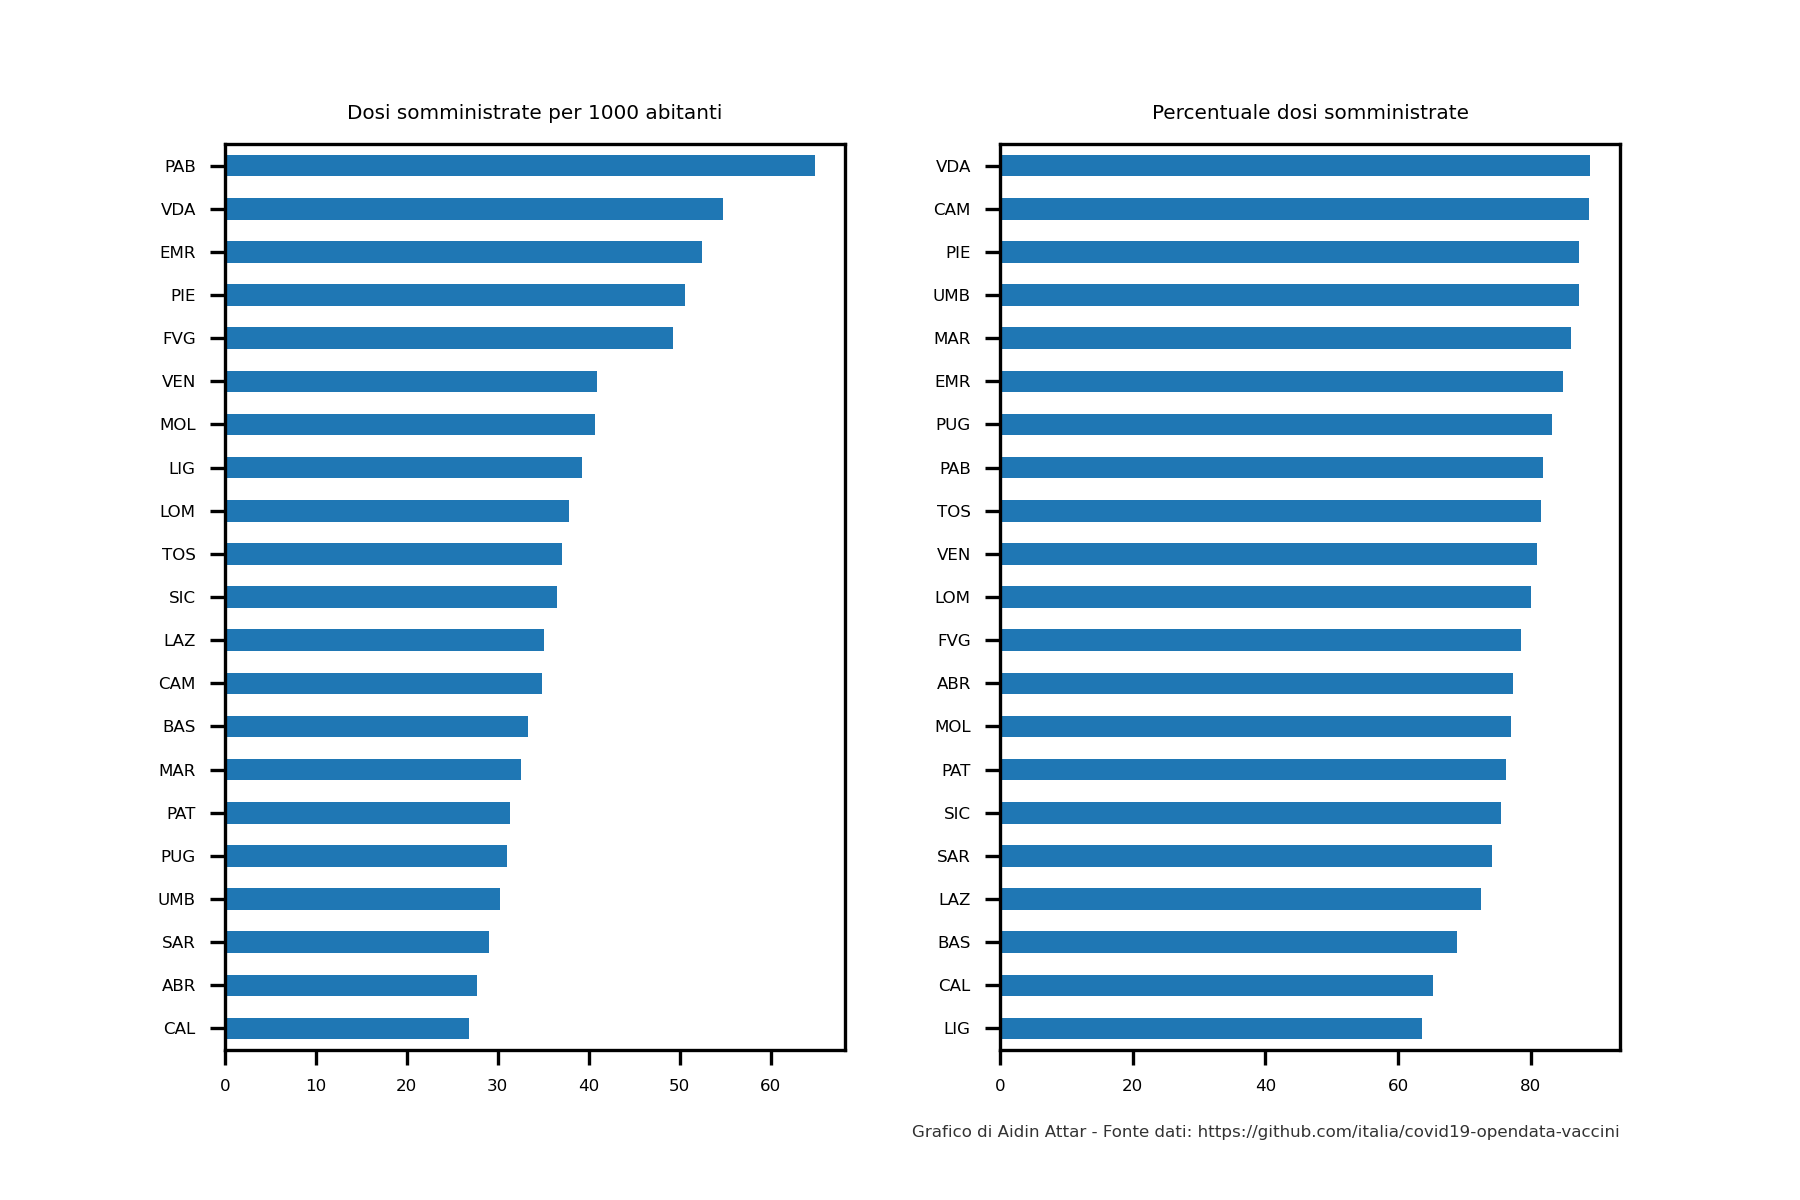 Dosi somministrate per 1000 abitanti
PAB
VDA
EMR
PIE
FVG
VEN
MOL
LIG
LOM
TOS
SIC
LAZ
CAM
BAS
MAR
PAT
PUG
UMB
SAR
ABR
CAL
0 10 20 30 40 50 60
Percentuale dosi somministrate
VDA
CAM
PIE
UMB
MAR
EMR
PUG
PAB
TOS
VEN
LOM
FVG
ABR
MOL
PAT
SIC
SAR
LAZ
BAS
CAL
LIG
0 20 40 60 80
Grafico di Aidin Attar - Fonte dati: https://github.com/italia/covid19-opendata-vaccini